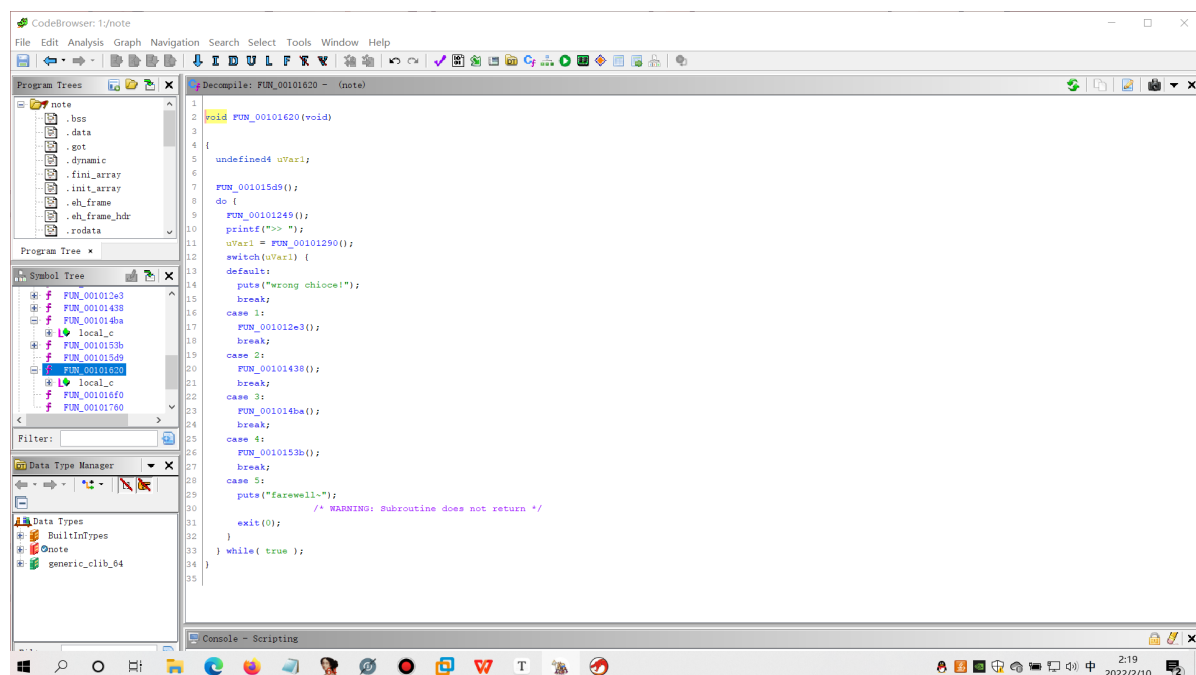 CodeBrowser: 1:/note
File Edit Analysis Graph Navigation Search Select Tools Window Help
Program Trees
note
.bss
.data
.got
.dynamic
.fini_array
.init_array
.eh_frame
.eh_frame_hdr
.rodata
Program Tree ×
Symbol Tree
FUN_001012e3
FUN_00101438
FUN_001014ba
local_c
FUN_0010153b
FUN_001015d9
FUN_00101620
local_c
FUN_001016f0
FUN_00101760
Filter:
Data Type Manager
Data Types
BuiltInTypes
note
generic_clib_64
Decompile: FUN_00101620 - (note)
1
2 void FUN_00101620(void)
3
4 {
5 undefined4 uVar1;
6
7 FUN_001015d9();
8 do {
9 FUN_00101249();
10 printf(">> ");
11 uVar1 = FUN_00101290();
12 switch(uVar1) {
13 default:
14 puts("wrong chioce!");
15 break;
16 case 1:
17 FUN_001012e3();
18 break;
19 case 2:
20 FUN_00101438();
21 break;
22 case 3:
23 FUN_001014ba();
24 break;
25 case 4:
26 FUN_0010153b();
27 break;
28 case 5:
29 puts("farewell~");
30 /* WARNING: Subroutine does not return */
31 exit(0);
32 }
33 } while( true );
34 }
35
Console - Scripting
中
2:19
2022/2/10